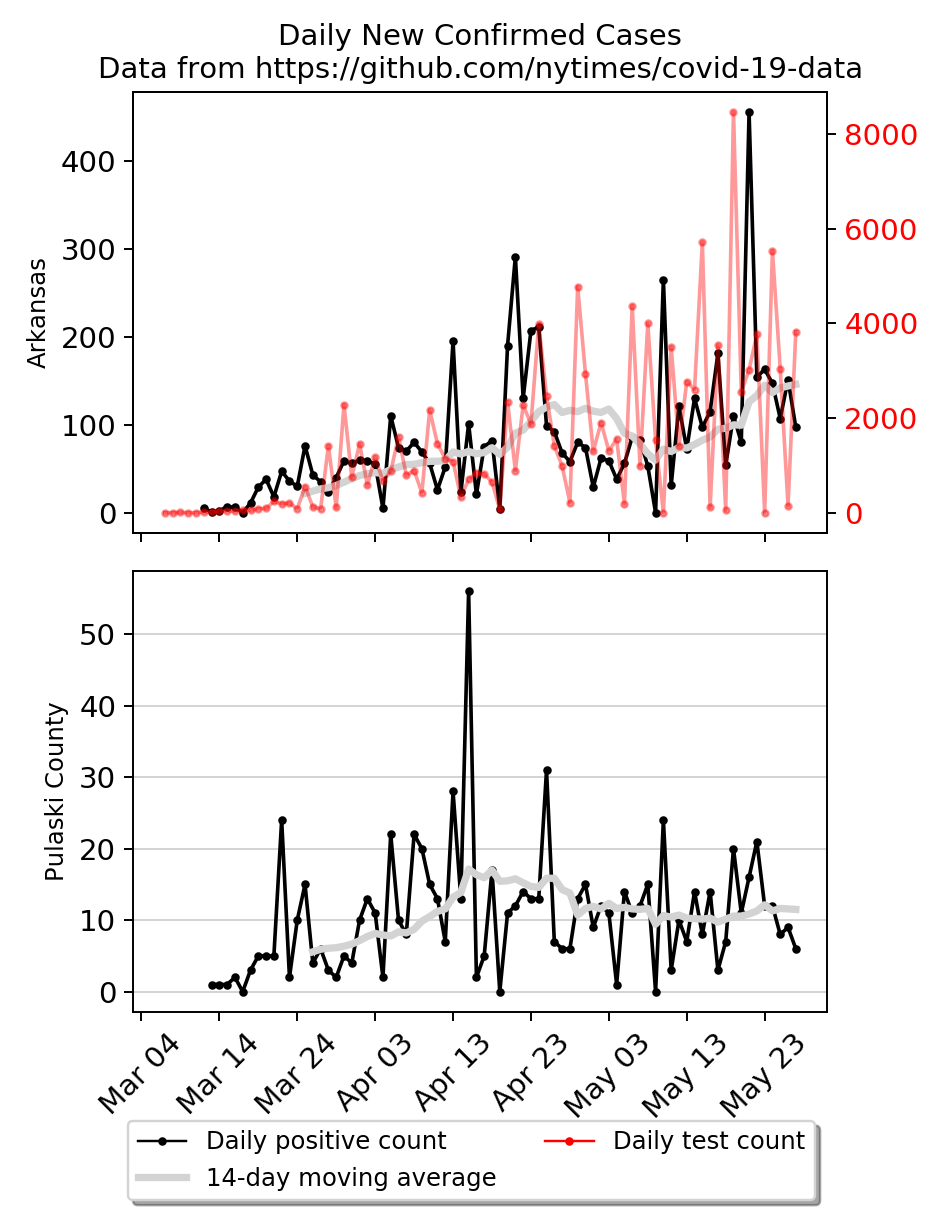 Daily New Confirmed Cases
Data from https://github.com/nytimes/covid-19-data
Arkansas
400
300
200
100
0
8000
6000
4000
2000
0
Pulaski County
50
40
30
20
10
0
Mar 04
Mar 14
Mar 24
Apr 03
Apr 13
Apr 23
May 03
May 13
May 23
Daily positive count
Daily test count
14-day moving average